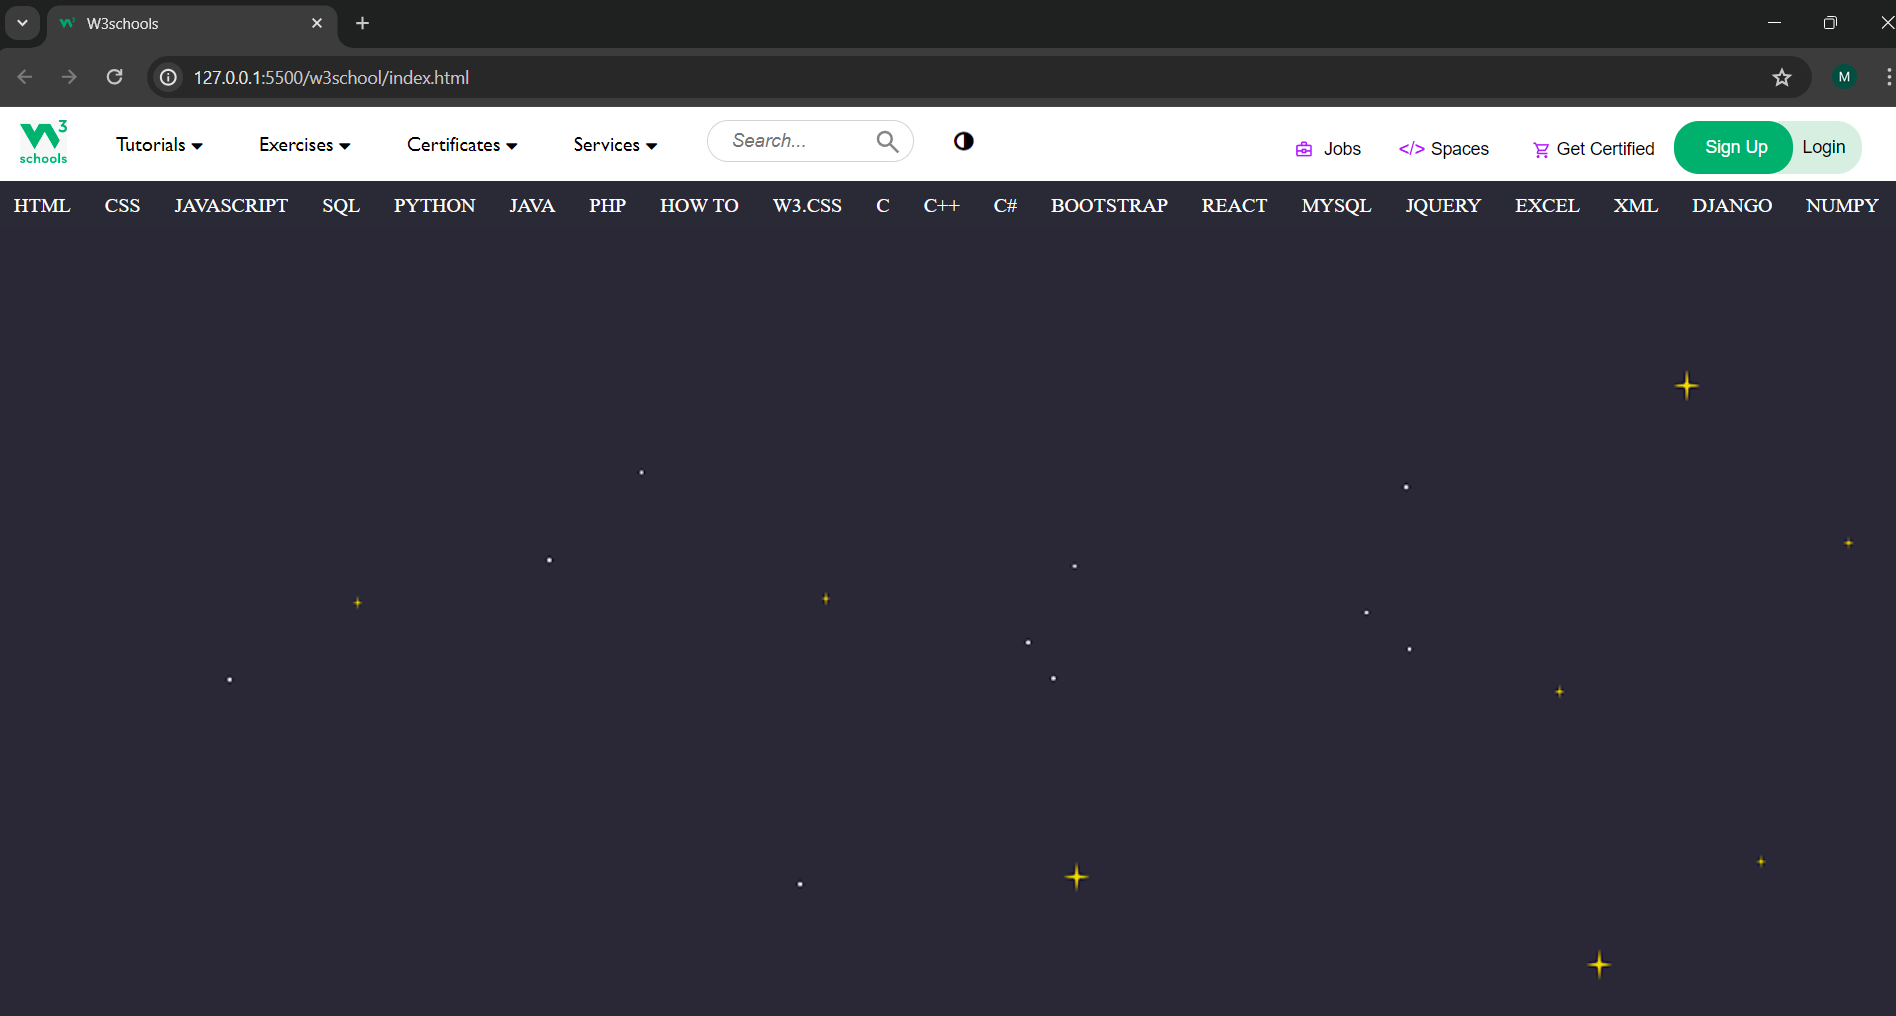 W3schools
127.0.0.1:5500/w3school/index.html
M
W3 schools
Tutorials Exercises Certificates Services Search... Jobs </> Spaces Get Certified Sign Up Login
HTML CSS JAVASCRIPT SQL PYTHON JAVA PHP HOW TO W3.CSS C C++ C# BOOTSTRAP REACT MYSQL JQUERY EXCEL XML DJANGO NUMPY